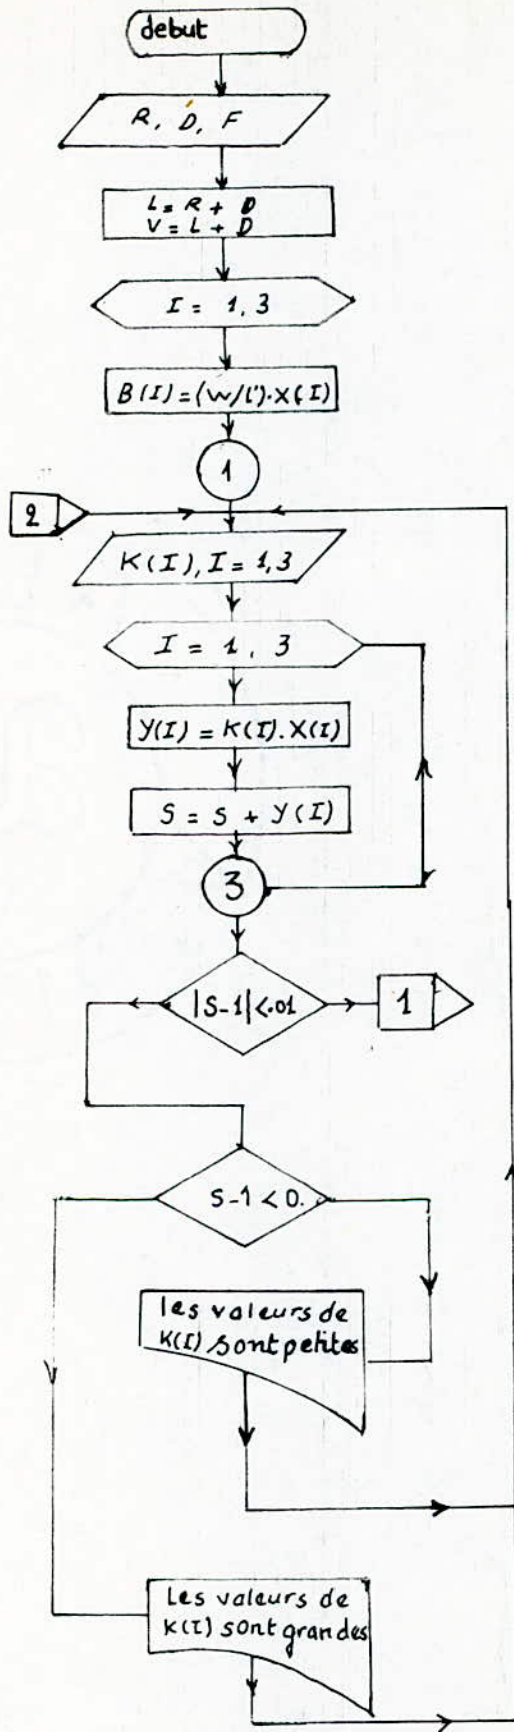 debut
R, D, F
L = R + D
V = L + D
I = 1, 3
B(I) = (W/L').X(I)
1
2
K(I), I = 1,3
I = 1, 3
Y(I) = K(I).X(I)
S = S + Y(I)
3
|S-1|<.01
1
S-1 < 0.
les valeurs de
K(I) sont petites
Les valeurs de
K(I) sont grandes